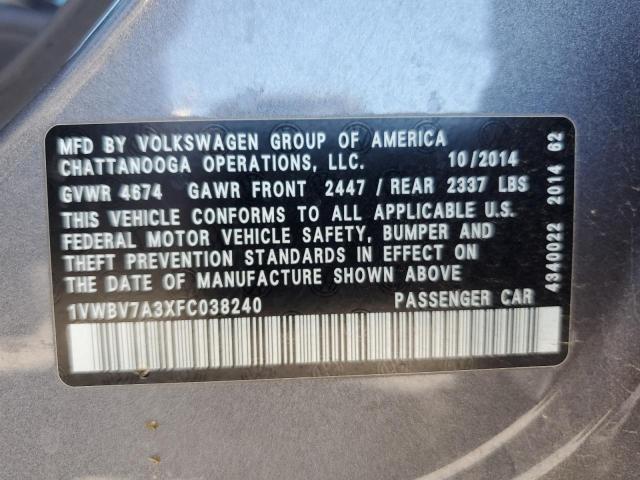 MFD BY VOLKSWAGEN GROUP OF AMERICA
CHATTANOOGA OPERATIONS, LLC. 10/2014
GVWR 4674 GAWR FRONT 2447 / REAR 2337 LBS
THIS VEHICLE CONFORMS TO ALL APPLICABLE U.S.
FEDERAL MOTOR VEHICLE SAFETY, BUMPER AND
THEFT PREVENTION STANDARDS IN EFFECT ON
THE DATE OF MANUFACTURE SHOWN ABOVE
1VWBV7A3XFC038240 PASSENGER CAR
4340022 2014 62